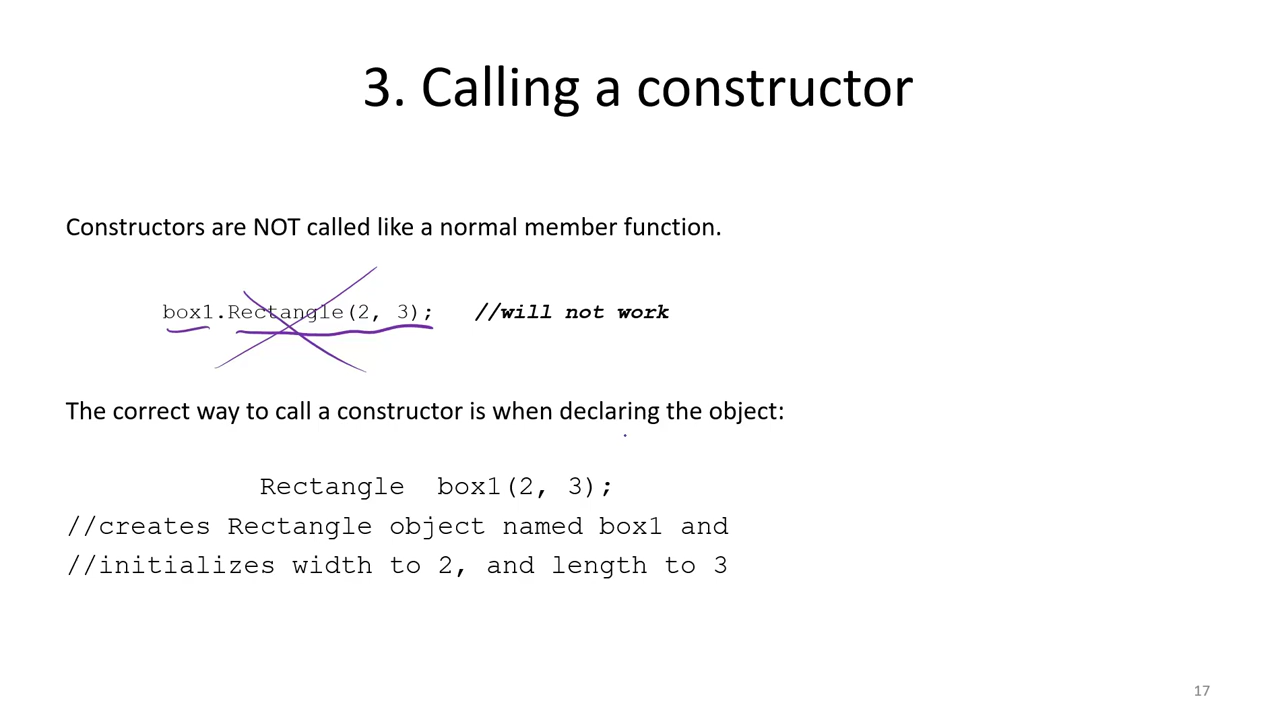 3. Calling a constructor
Constructors are NOT called like a normal member function.
box1.Rectangle(2, 3);   //will not work
The correct way to call a constructor is when declaring the object:
Rectangle  box1(2, 3);
//creates Rectangle object named box1 and
//initializes width to 2, and length to 3
17